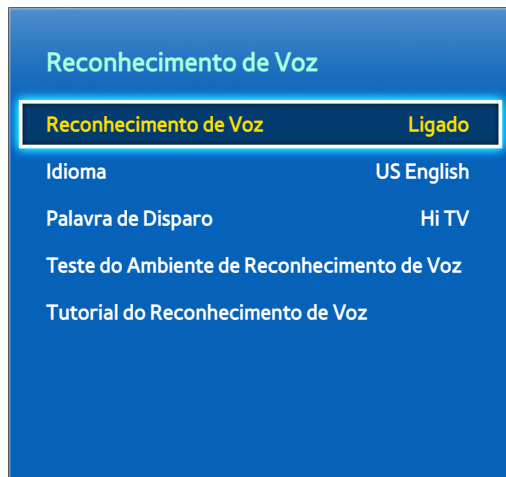 Reconhecimento de Voz
Reconhecimento de Voz Ligado
Idioma US English
Palavra de Disparo Hi TV
Teste do Ambiente de Reconhecimento de Voz
Tutorial do Reconhecimento de Voz